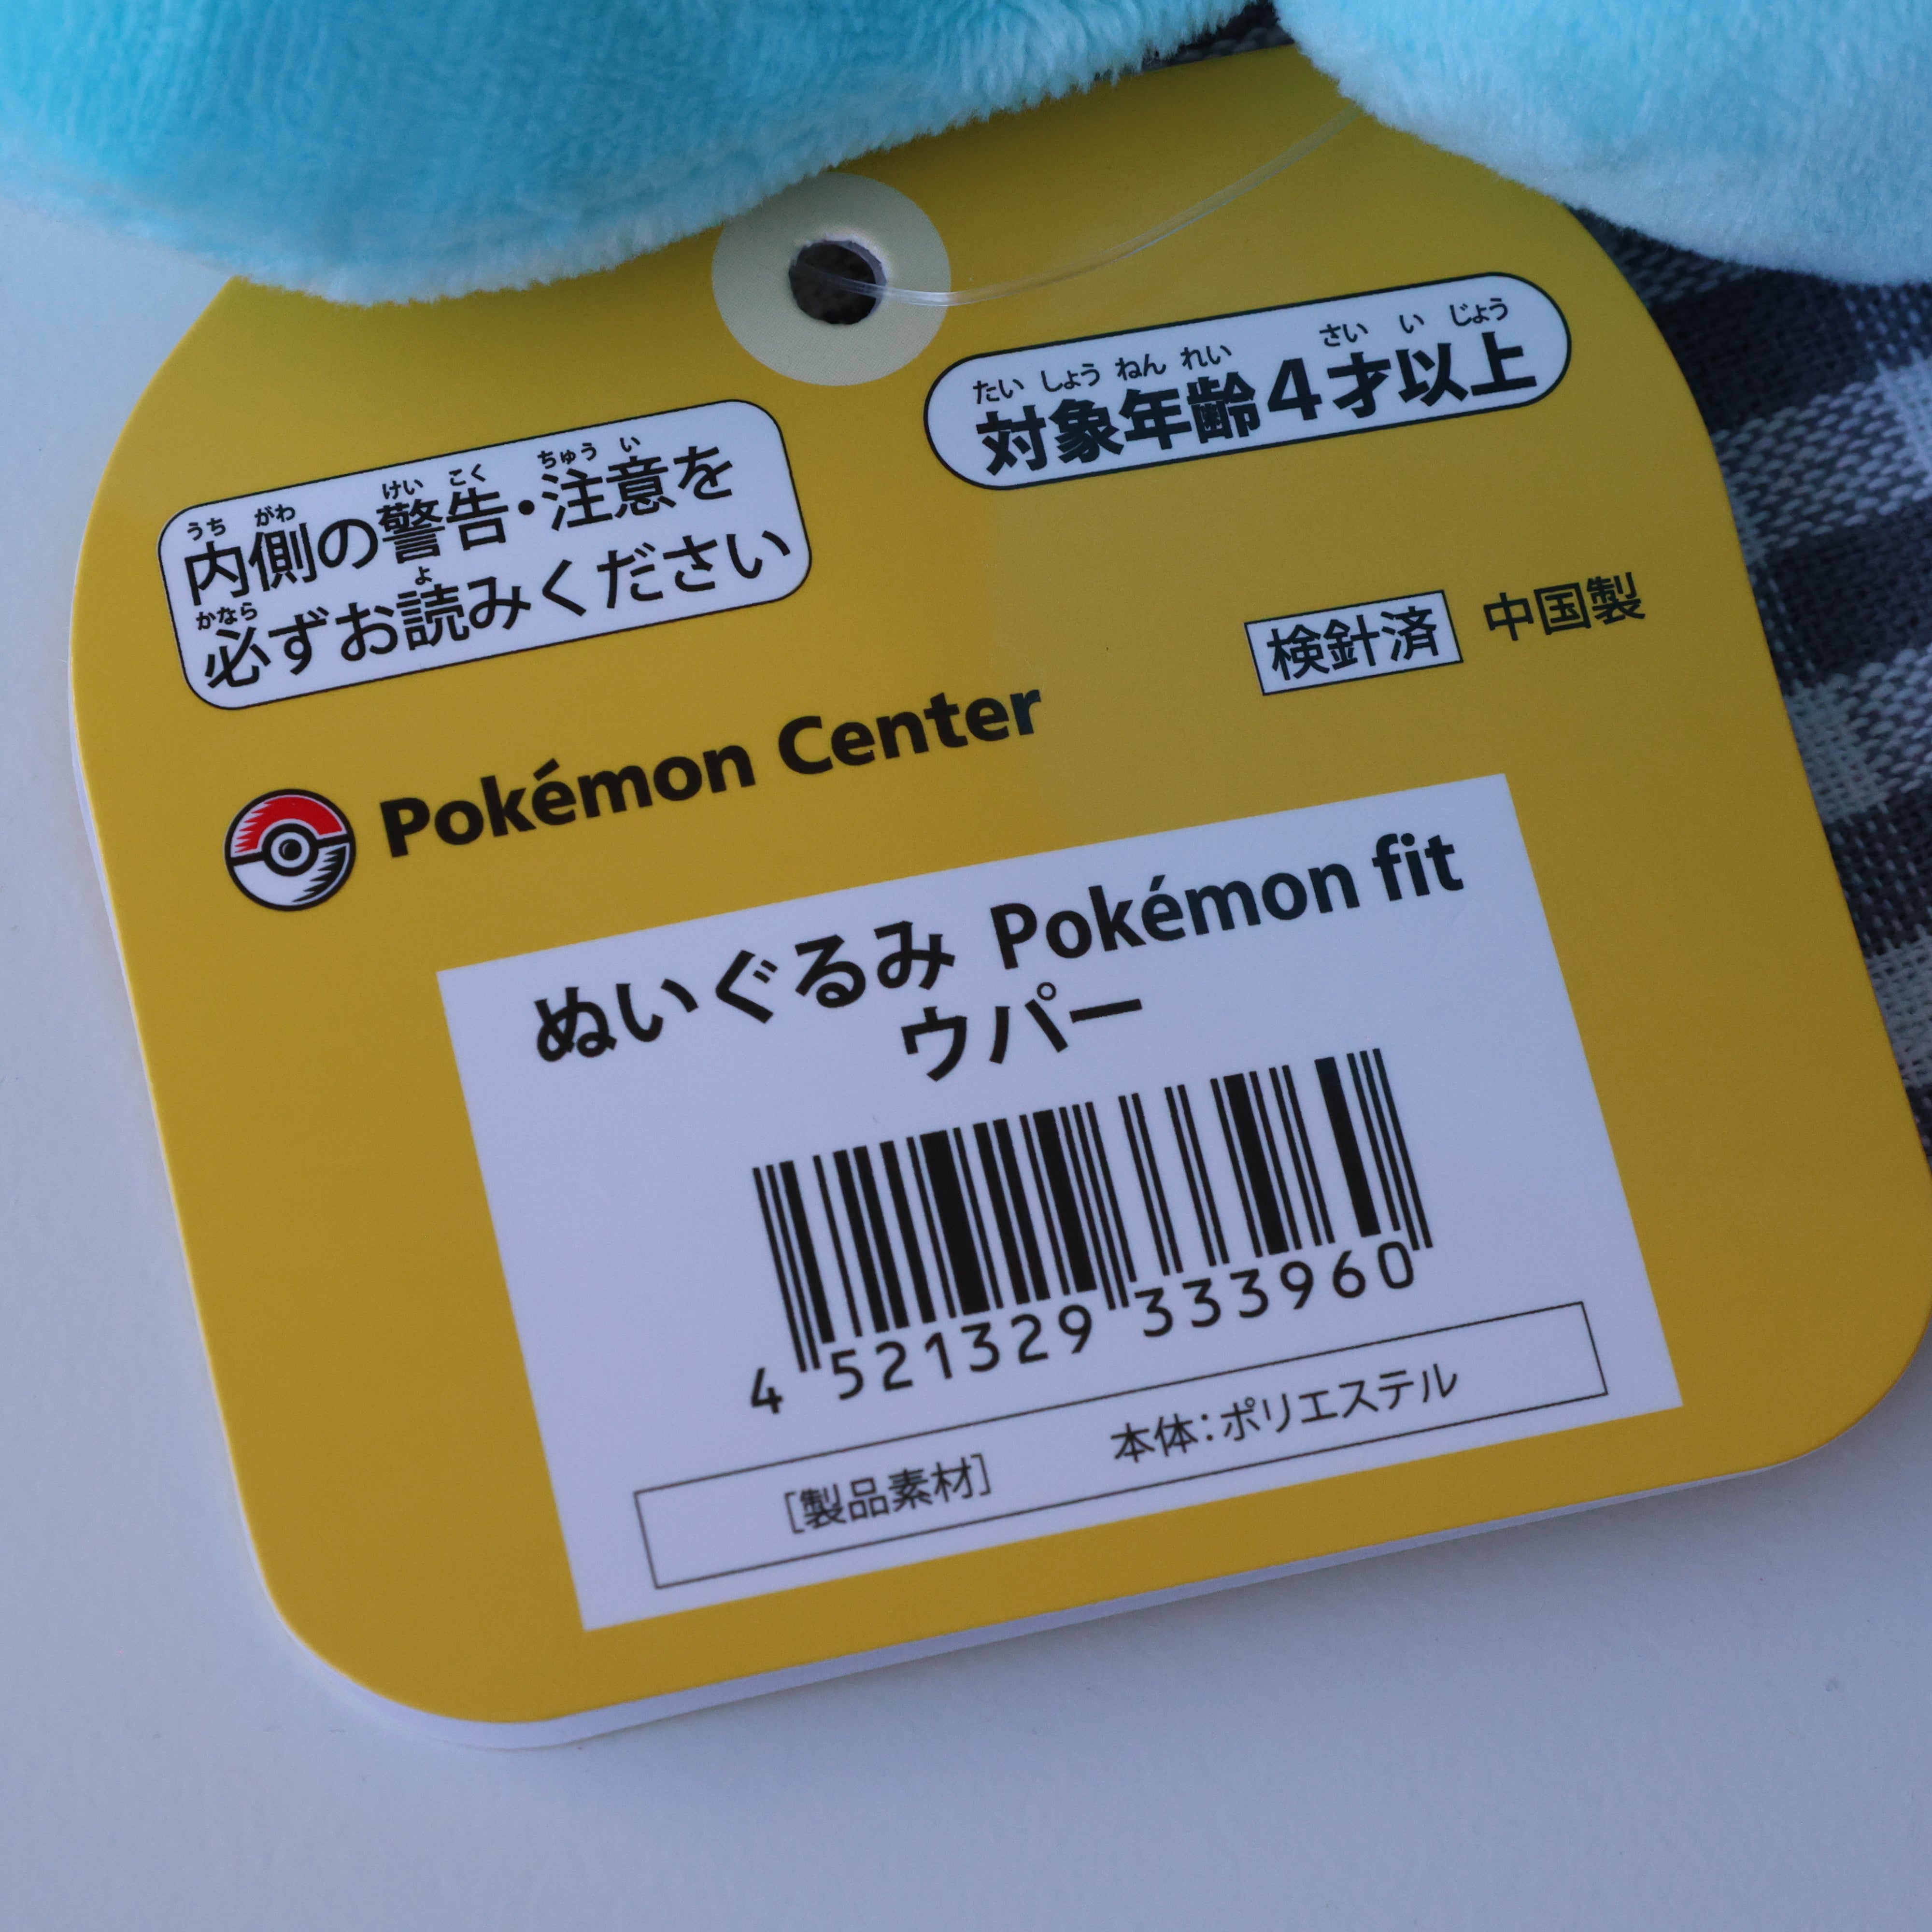 たいしょうねんれい さい い じょう
対象年齢4才以上
うちがわ けいこく ちゅうい
内側の警告・注意を
かなら よ
必ずお読みください
検針済 中国製
Pokémon Center
ぬいぐるみ Pokémon fit
ウパー
4 521329 333960
[製品素材] 本体:ポリエステル